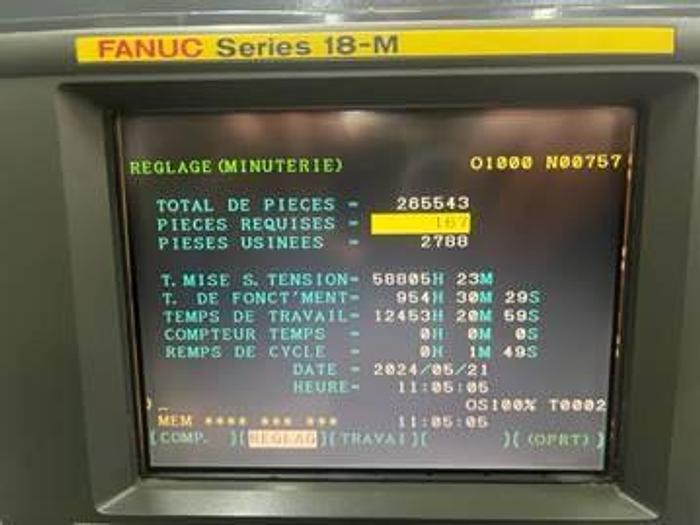 FANUC Series 18-M
REGLAGE (MINUTERIE) O1000 N00757
TOTAL DE PIECES = 285543
PIECES REQUISES = 167
PIESES USINEES = 2788
T. MISE S. TENSION= 58805H 23M
T. DE FONCT'MENT= 954H 30M 29S
TEMPS DE TRAVAIL= 12453H 20M 59S
COMPTEUR TEMPS = 0H 0M 0S
REMPS DE CYCLE = 0H 1M 49S
DATE = 2024/05/21
HEURE= 11:05:05
) _ OS100% T0002
MEM **** *** *** 11:05:05
[ COMP. ][ REGLAG ][ TRAVAI ][ ][ (OPRT) ]